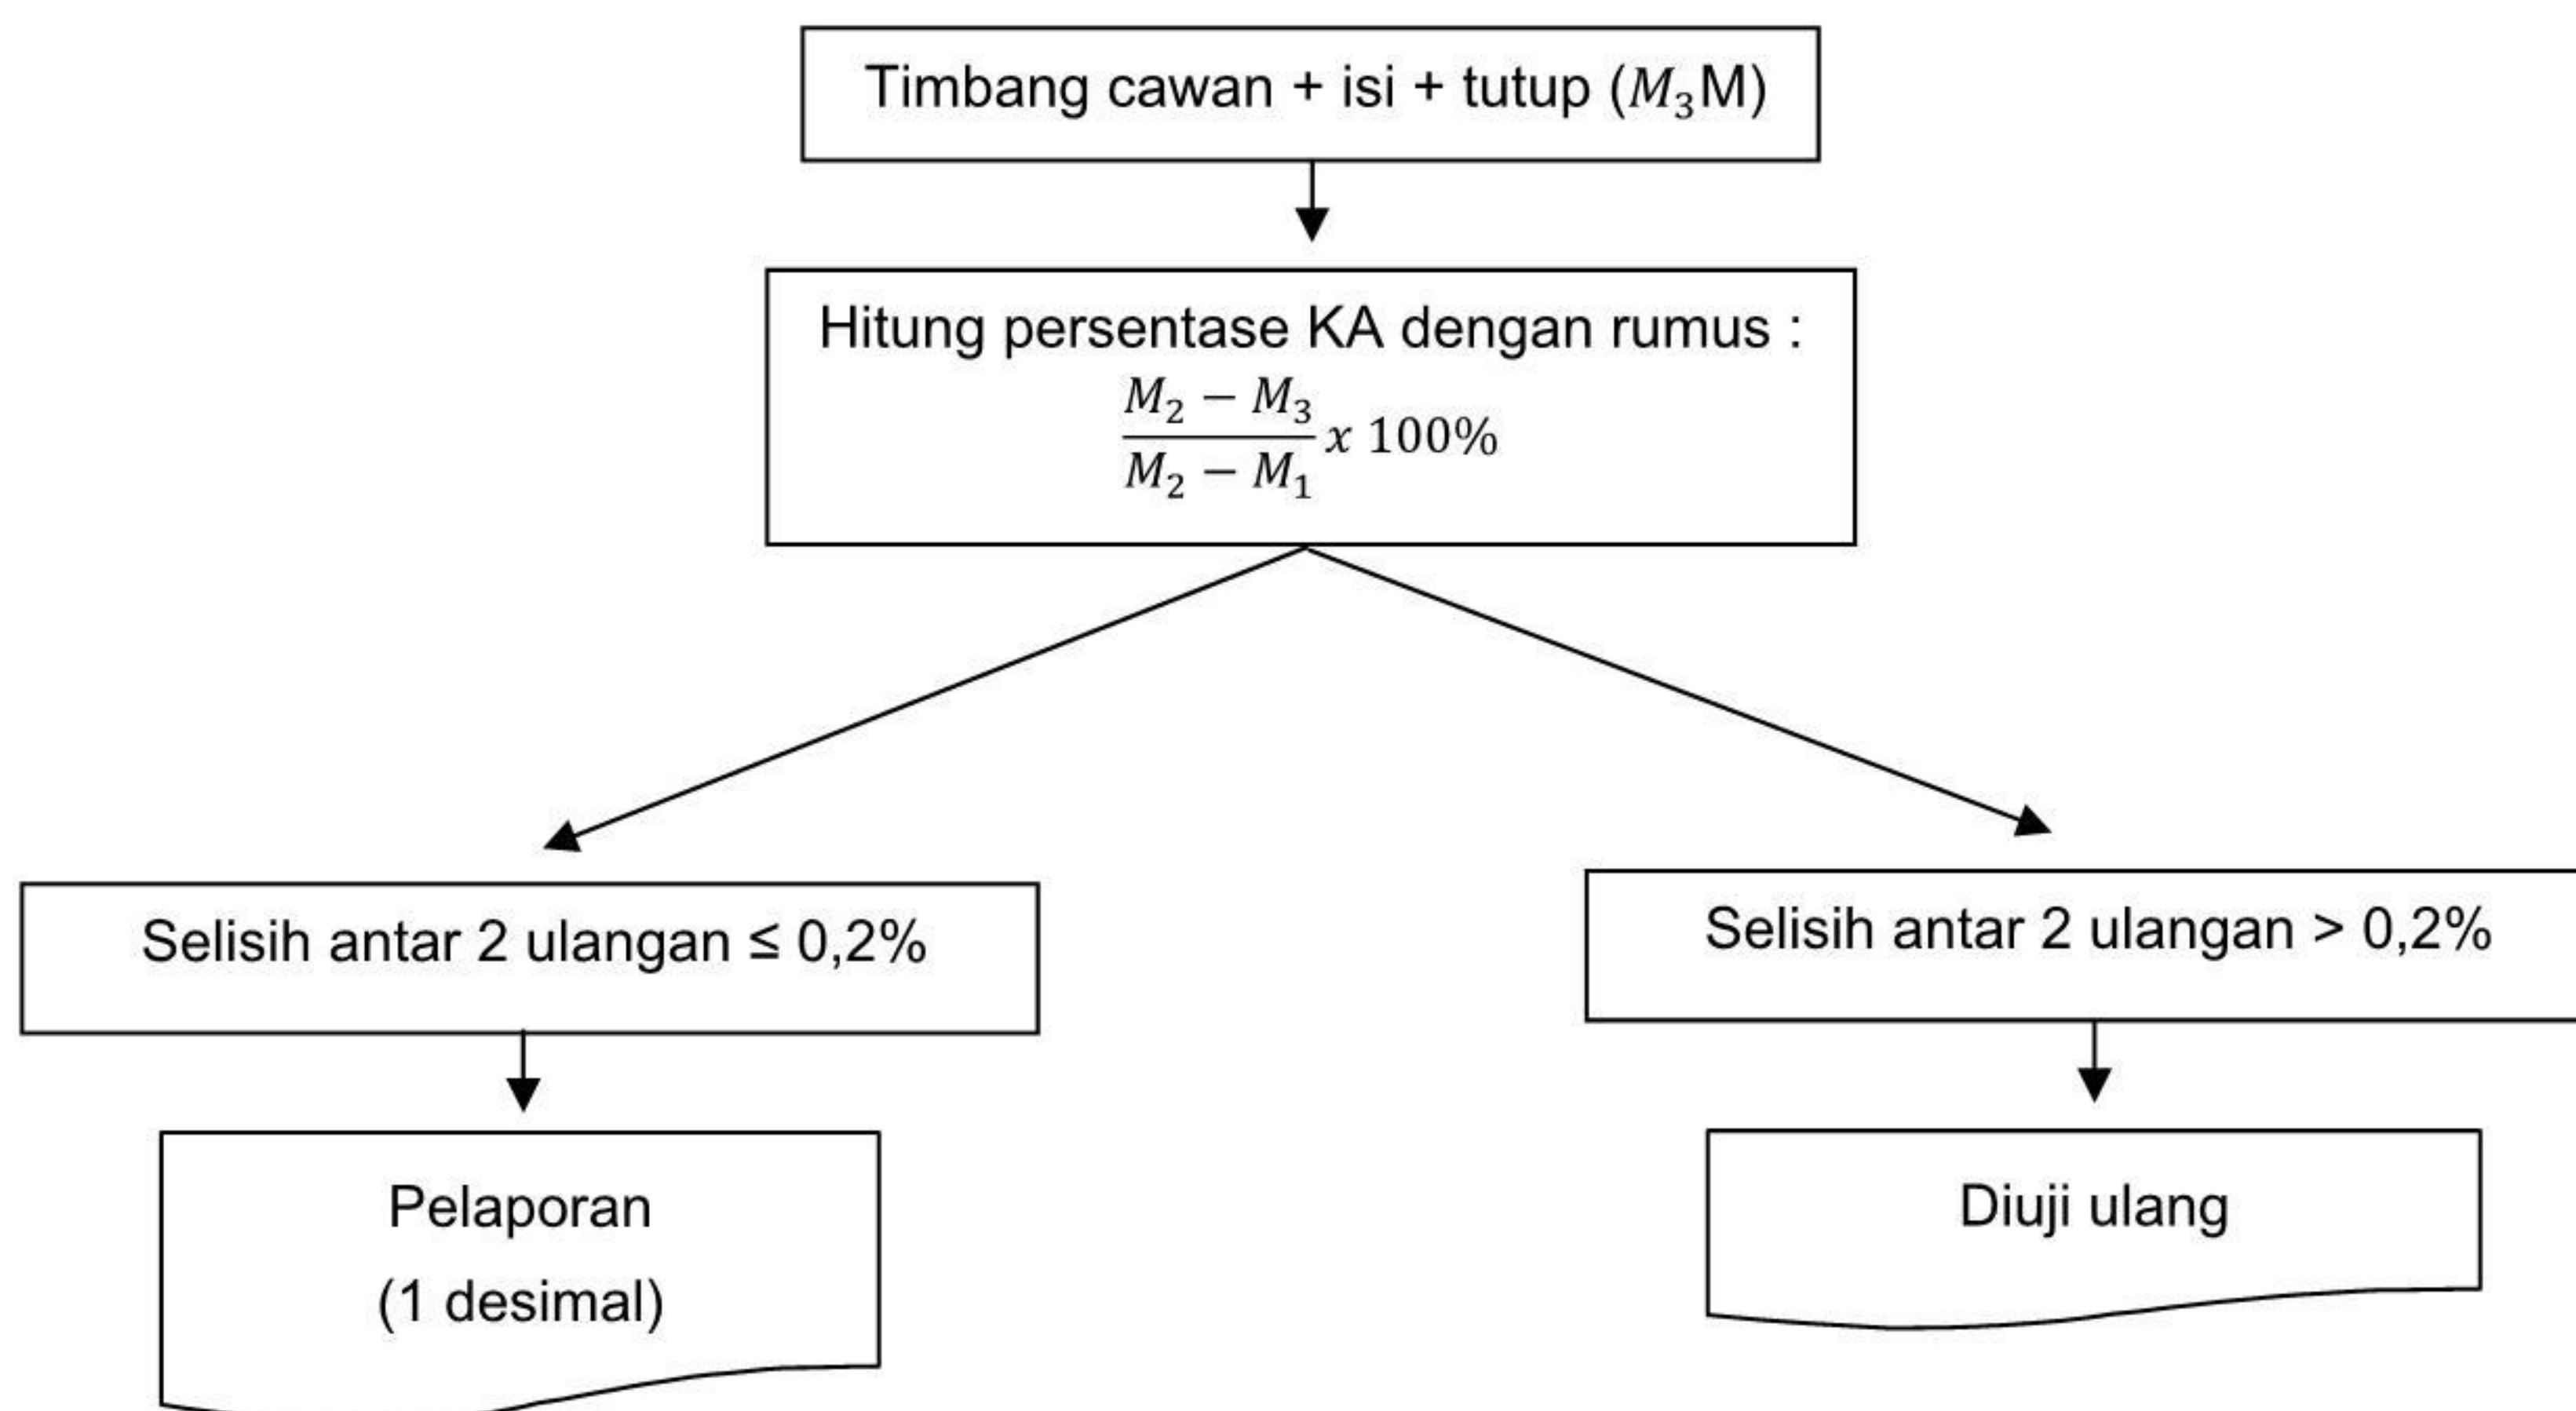 Timbang cawan + isi + tutup (M₃M)
Hitung persentase KA dengan rumus :
M₂ − M₃
M₂ − M₁
x 100%
Selisih antar 2 ulangan ≤ 0,2%
Selisih antar 2 ulangan > 0,2%
Pelaporan
(1 desimal)
Diuji ulang